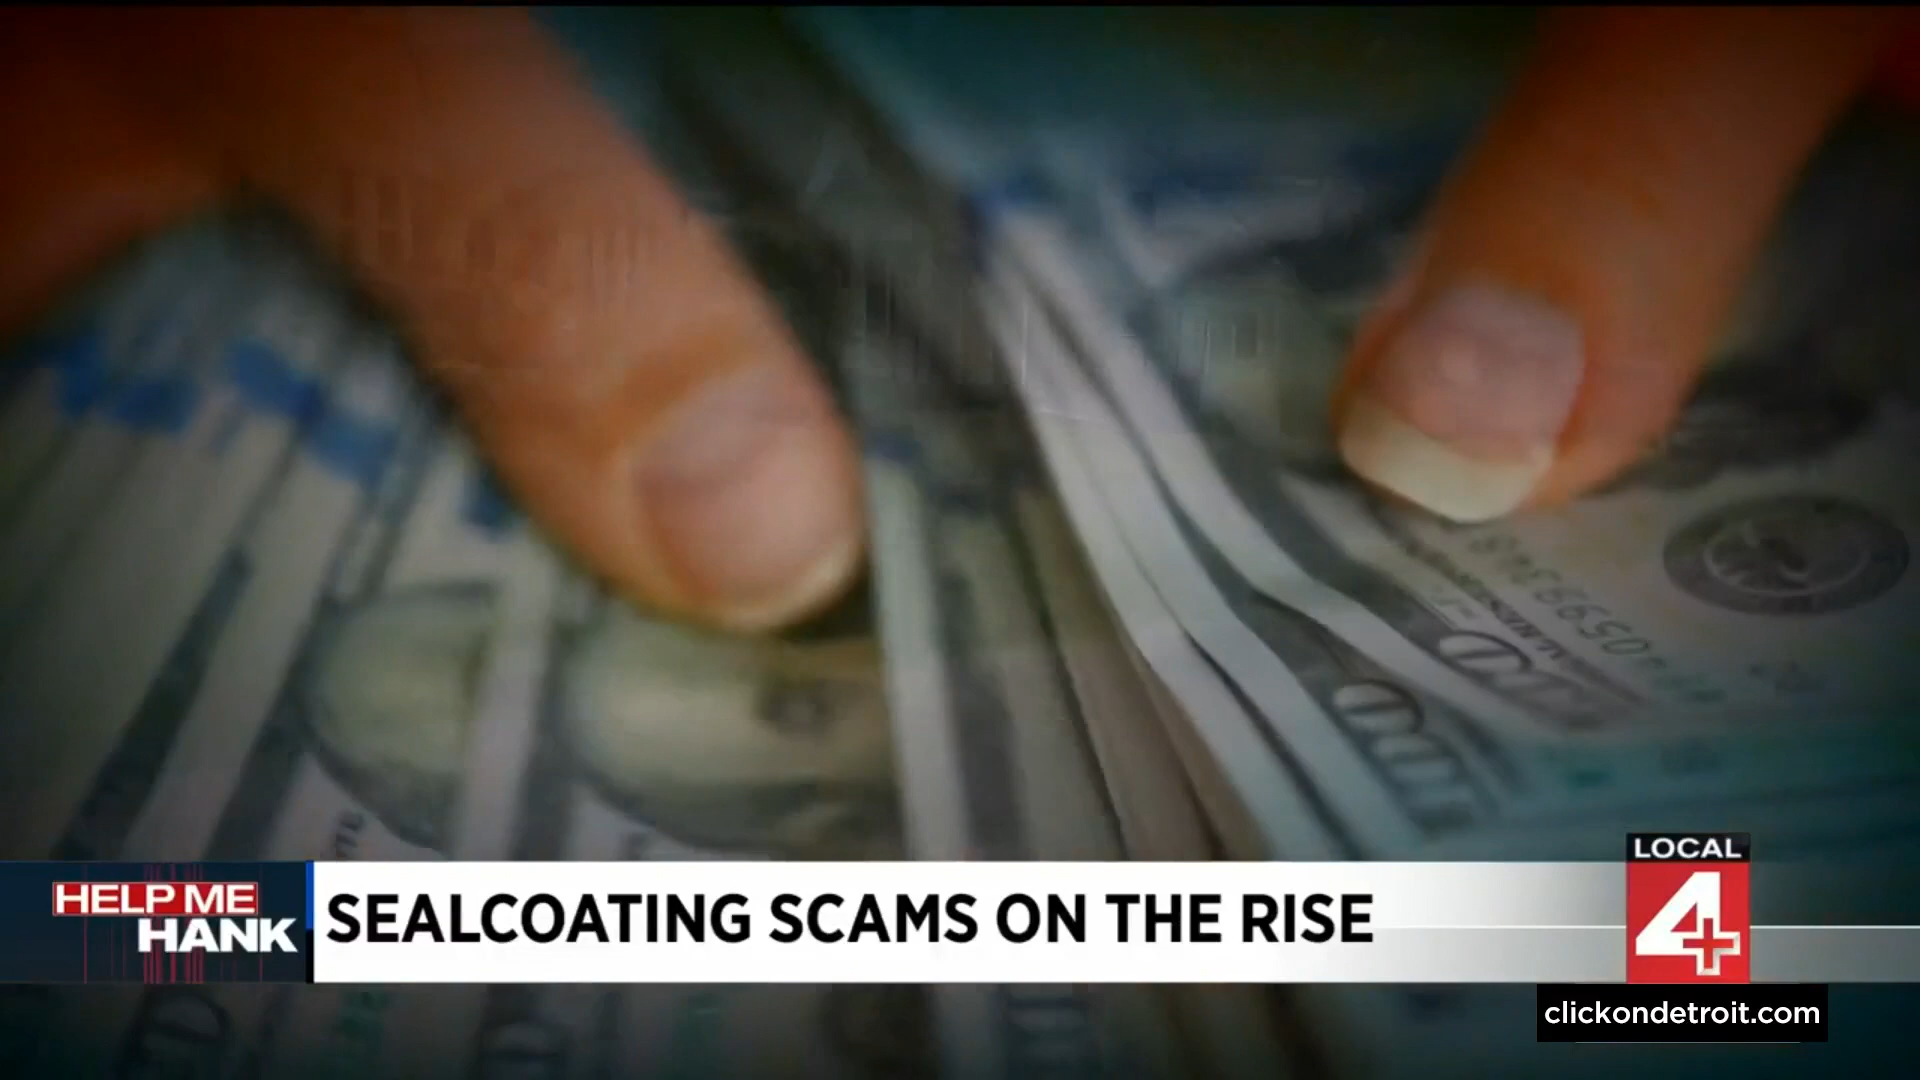 HELP ME
HANK
SEALCOATING SCAMS ON THE RISE
LOCAL
4+
clickondetroit.com